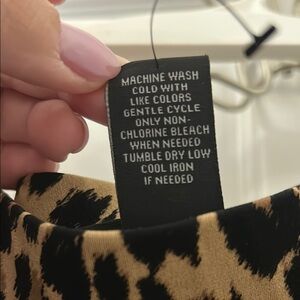 MACHINE WASH
COLD WITH
LIKE COLORS
GENTLE CYCLE
ONLY NON-
CHLORINE BLEACH
WHEN NEEDED
TUMBLE DRY LOW
COOL IRON
IF NEEDED